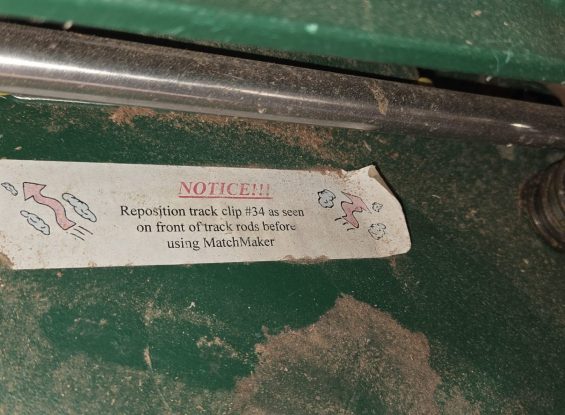 NOTICE!!!
Reposition track clip #34 as seen
on front of track rods before
using MatchMaker